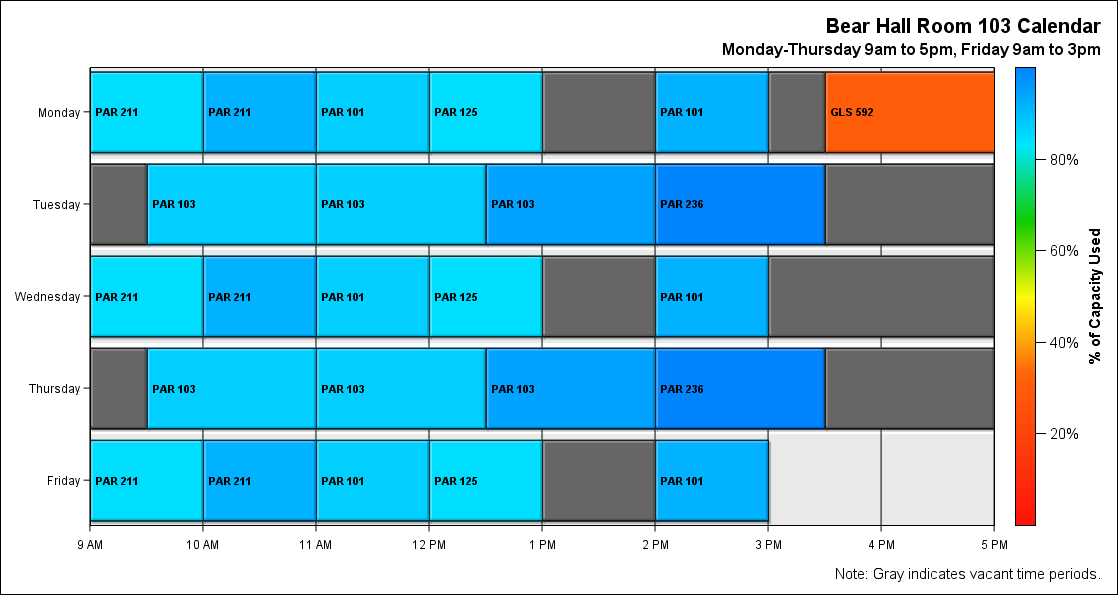 Bear Hall Room 103 Calendar
Monday-Thursday 9am to 5pm, Friday 9am to 3pm
Monday PAR 211 PAR 211 PAR 101 PAR 125 PAR 101 GLS 592
Tuesday PAR 103 PAR 103 PAR 103 PAR 236
Wednesday PAR 211 PAR 211 PAR 101 PAR 125 PAR 101
Thursday PAR 103 PAR 103 PAR 103 PAR 236
Friday PAR 211 PAR 211 PAR 101 PAR 125 PAR 101
9 AM 10 AM 11 AM 12 PM 1 PM 2 PM 3 PM 4 PM 5 PM
80%
60%
40%
20%
% of Capacity Used
Note: Gray indicates vacant time periods.